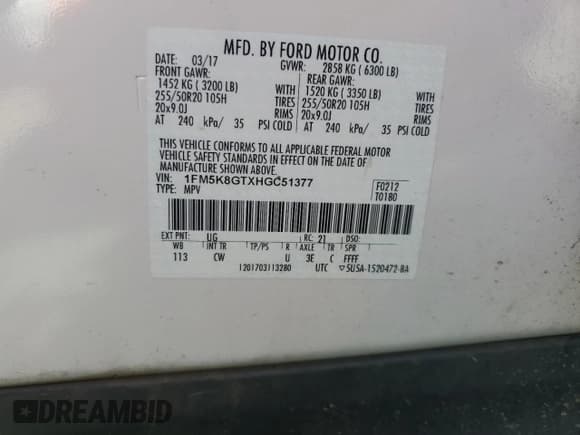 MFD. BY FORD MOTOR CO.
DATE: 03/17 GVWR: 2858 KG (6300 LB)
FRONT GAWR: REAR GAWR:
1452 KG (3200 LB) WITH 1520 KG (3350 LB) WITH
255/50R20 105H TIRES 255/50R20 105H TIRES
20x9.0J RIMS 20x9.0J RIMS
AT 240 kPa/ 35 PSI COLD AT 240 kPa/ 35 PSI COLD
THIS VEHICLE CONFORMS TO ALL APPLICABLE FEDERAL MOTOR
VEHICLE SAFETY STANDARDS IN EFFECT ON THE DATE OF
MANUFACTURE SHOWN ABOVE.
VIN: 1FM5K8GTXHGC51377 F0212
TYPE: MPV T0180
EXT PNT: UG RC: 21 DSO:
WB INT TR TP/PS R AXLE TR SPR
113 CW U 3E C FFFF
1201703113280 UTC ▽5U5A-1520472-BA
DREAMBID